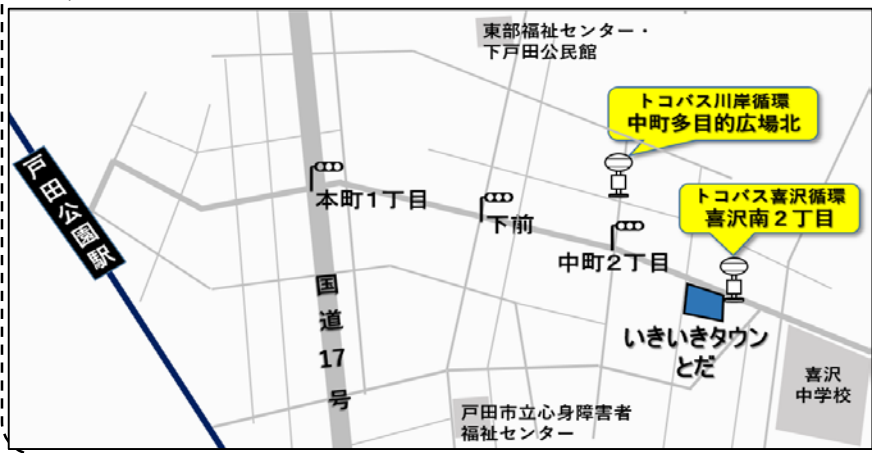 東部福祉センター・
下戸田公民館
トコバス川岸循環
中町多目的広場北
トコバス喜沢循環
喜沢南2丁目
戸田公園駅
本町1丁目
下前
中町2丁目
国道17号
いきいきタウン
とだ
喜沢
中学校
戸田市立心身障害者
福祉センター